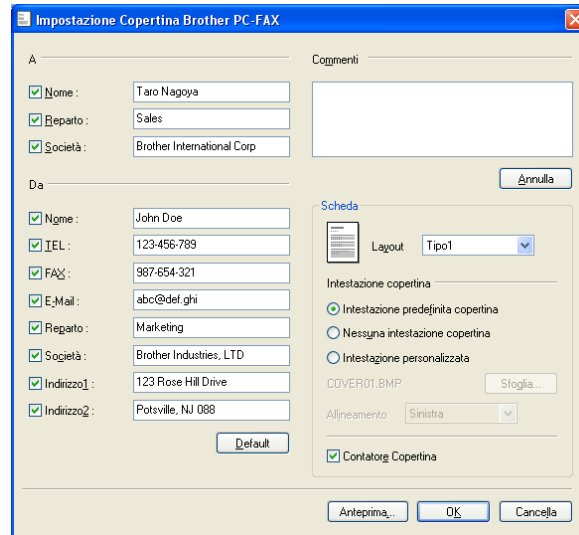 Impostazione Copertina Brother PC-FAX
A
Nome : Taro Nagoya
Reparto : Sales
Società : Brother International Corp
Da
Nome : John Doe
TEL : 123-456-789
FAX : 987-654-321
E-Mail : abc@def.ghi
Reparto : Marketing
Società : Brother Industries, LTD
Indirizzo1 : 123 Rose Hill Drive
Indirizzo2 : Potsville, NJ 088
Default
Commenti
Annulla
Scheda
Layout Tipo1
Intestazione copertina
Intestazione predefinita copertina
Nessuna intestazione copertina
Intestazione personalizzata
COVER01.BMP Sfoglia...
Allineamento Sinistra
Contatore Copertina
Anteprima... OK Cancella